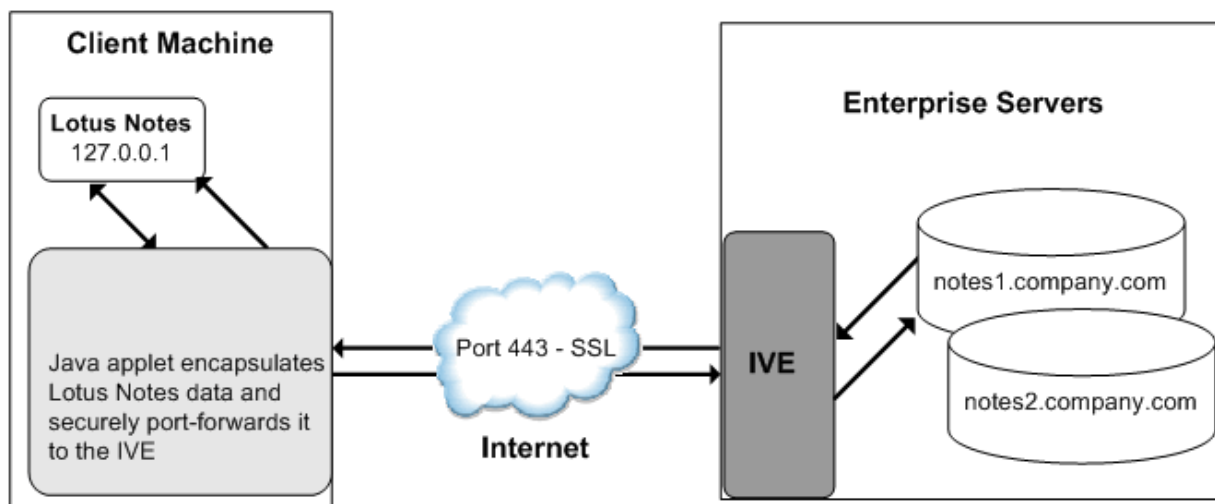 Client Machine
Lotus Notes
127.0.0.1
Java applet encapsulates
Lotus Notes data and
securely port-forwards it
to the IVE
Port 443 - SSL
Internet
Enterprise Servers
IVE
notes1.company.com
notes2.company.com